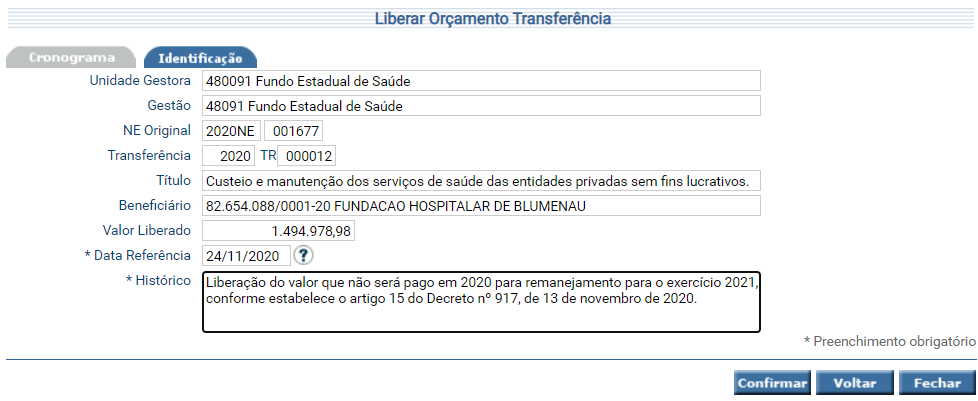 Liberar Orçamento Transferência
Cronograma Identificação
Unidade Gestora 480091 Fundo Estadual de Saúde
Gestão 48091 Fundo Estadual de Saúde
NE Original 2020NE 001677
Transferência 2020 TR 000012
Título Custeio e manutenção dos serviços de saúde das entidades privadas sem fins lucrativos.
Beneficiário 82.654.088/0001-20 FUNDACAO HOSPITALAR DE BLUMENAU
Valor Liberado 1.494.978,98
* Data Referência 24/11/2020 ?
* Histórico Liberação do valor que não será pago em 2020 para remanejamento para o exercício 2021,
conforme estabelece o artigo 15 do Decreto nº 917, de 13 de novembro de 2020.
* Preenchimento obrigatório
Confirmar Voltar Fechar